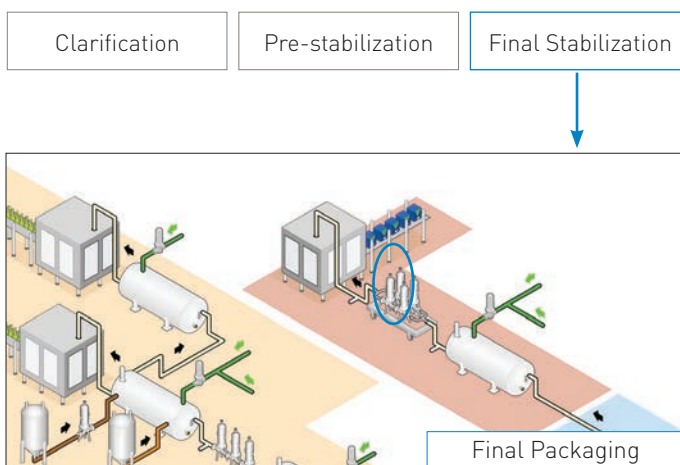 Clarification
Pre-stabilization
Final Stabilization
Final Packaging